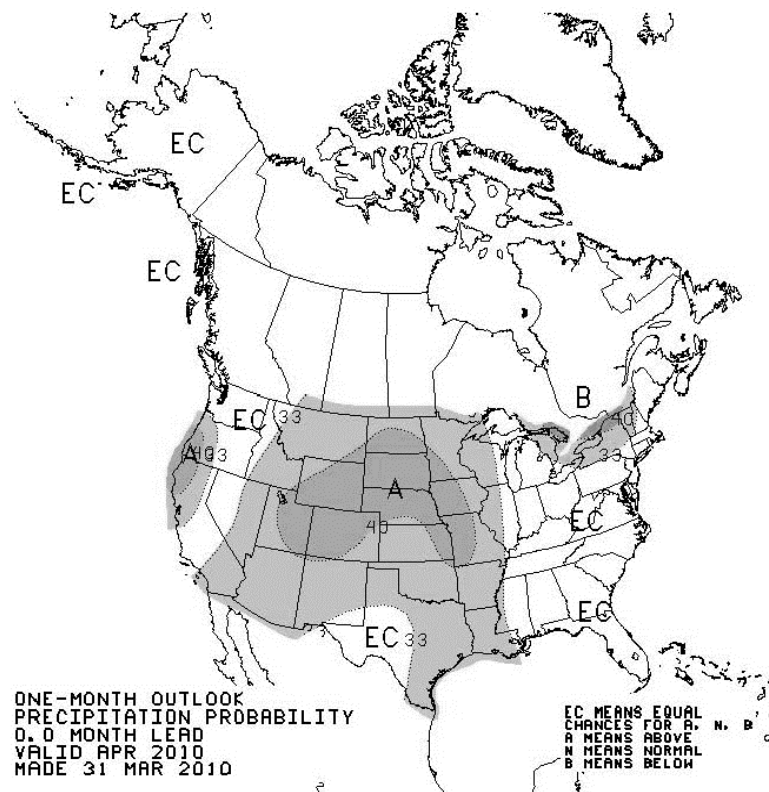 EC
EC
EC
B
EC 33
40
A 4033
33
A
40
EC
EC
EC 33
ONE-MONTH OUTLOOK
PRECIPITATION PROBABILITY
0.0 MONTH LEAD
VALID APR 2010
MADE 31 MAR 2010
EC MEANS EQUAL
CHANCES FOR A, N, B
A MEANS ABOVE
N MEANS NORMAL
B MEANS BELOW